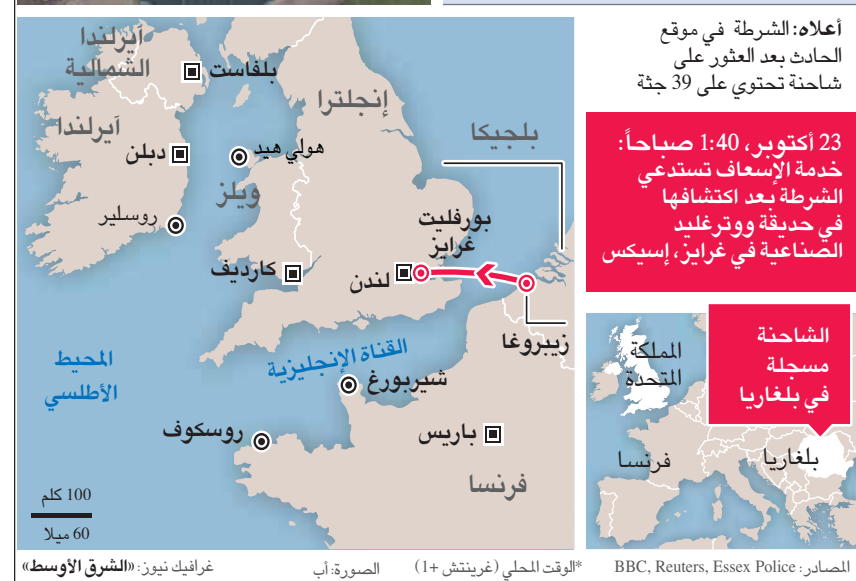 أعلاه: الشرطة في موقع
الحادث بعد العثور على
شاحنة تحتوي على 39 جثة
23 أكتوبر، 1:40 صباحاً:
خدمة الإسعاف تستدعي
الشرطة بعد اكتشافها
في حديقة ووترغليد
الصناعية في غرايز، إسيكس
الشاحنة
مسجلة
في بلغاريا
المملكة
المتحدة
فرنسا
بلغاريا
آيرلندا
الشمالية
بلفاست
آيرلندا
دبلن
روسلير
هولي هيد
ويلز
إنجلترا
بلجيكا
بورفليت
غرايز
لندن
كارديف
زيبروغا
القناة الإنجليزية
المحيط
الأطلسي
شيربورغ
روسكوف
باريس
فرنسا
100 كلم
60 ميلا
المصادر: BBC, Reuters, Essex Police
*الوقت المحلي (غرينتش +1)
الصورة: أب
غرافيك نيوز: «الشرق الأوسط»